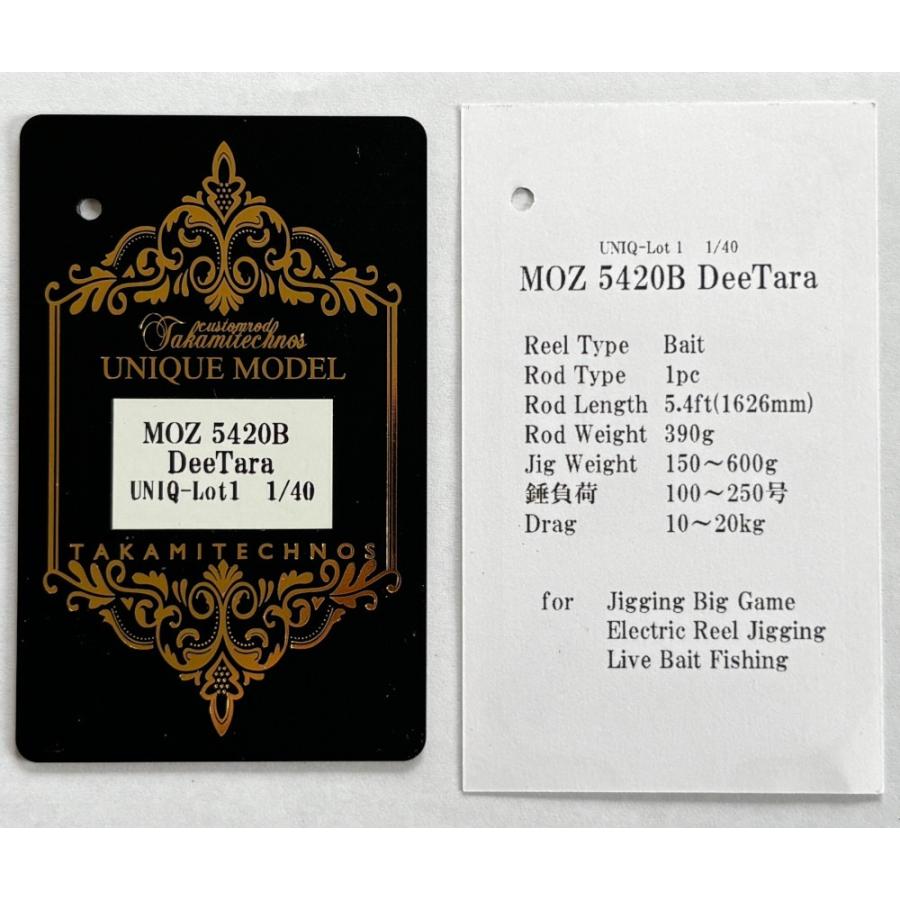 customrod
Takamitechnos
UNIQUE MODEL
MOZ 5420B
DeeTara
UNIQ-Lot1 1/40
TAKAMITECHNOS
UNIQ-Lot 1 1/40
MOZ 5420B DeeTara
Reel Type Bait
Rod Type 1pc
Rod Length 5.4ft(1626mm)
Rod Weight 390g
Jig Weight 150～600g
錘負荷 100～250号
Drag 10～20kg
for Jigging Big Game
Electric Reel Jigging
Live Bait Fishing